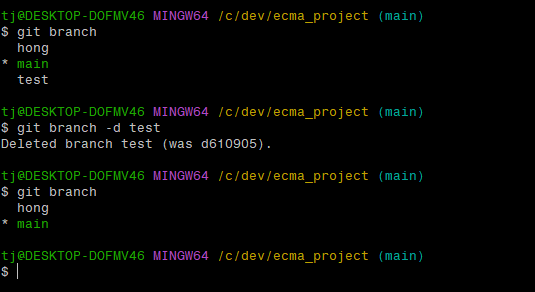 tj@DESKTOP-DOFMV46 MINGW64 /c/dev/ecma_project (main)
$ git branch
  hong
* main
  test
tj@DESKTOP-DOFMV46 MINGW64 /c/dev/ecma_project (main)
$ git branch -d test
Deleted branch test (was d610905).
tj@DESKTOP-DOFMV46 MINGW64 /c/dev/ecma_project (main)
$ git branch
  hong
* main
tj@DESKTOP-DOFMV46 MINGW64 /c/dev/ecma_project (main)
$